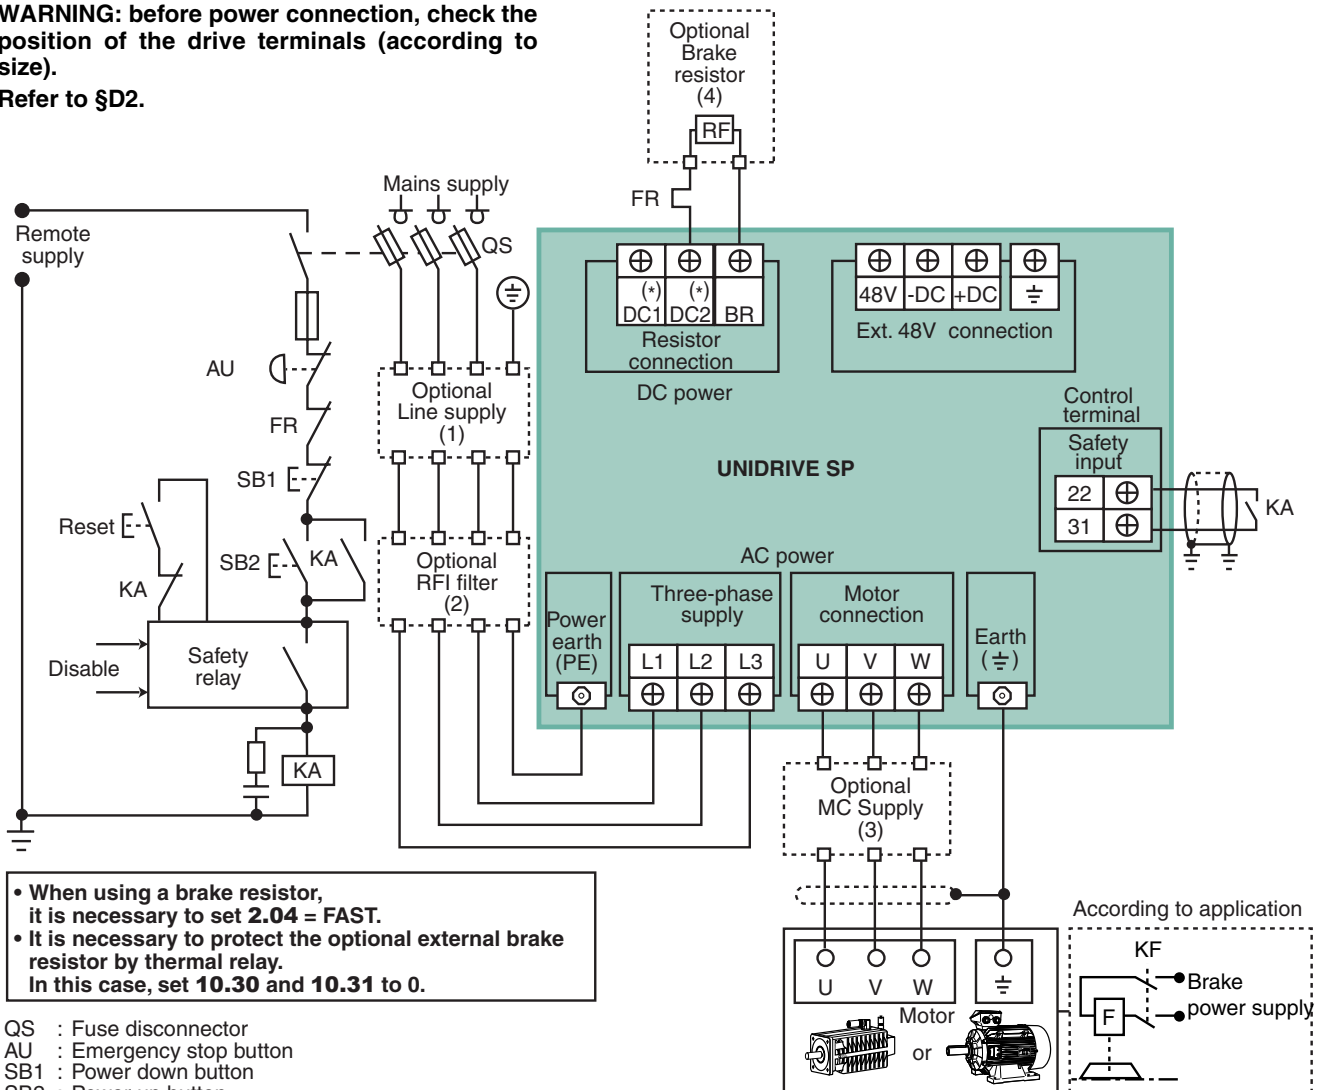 WARNING: before power connection, check the
position of the drive terminals (according to
size).
Refer to §D2.
Optional
Brake
resistor
(4)
RF
FR
Mains supply
QS
Remote
supply
AU
FR
SB1
Reset
SB2
KA
KA
Disable
Safety
relay
KA
Optional
Line supply
(1)
Optional
RFI filter
(2)
(*) (*)
DC1 DC2 BR
Resistor
connection
DC power
48V -DC +DC
Ext. 48V connection
Control
terminal
Safety
input
22
31
KA
UNIDRIVE SP
AC power
Power
earth
(PE)
Three-phase
supply
L1 L2 L3
Motor
connection
U V W
Earth
( )
Optional
MC Supply
(3)
U V W
Motor
or
According to application
KF
Brake
power supply
F
• When using a brake resistor,
it is necessary to set 2.04 = FAST.
• It is necessary to protect the optional external brake
resistor by thermal relay.
In this case, set 10.30 and 10.31 to 0.
QS : Fuse disconnector
AU : Emergency stop button
SB1 : Power down button
SB2 : Power up button